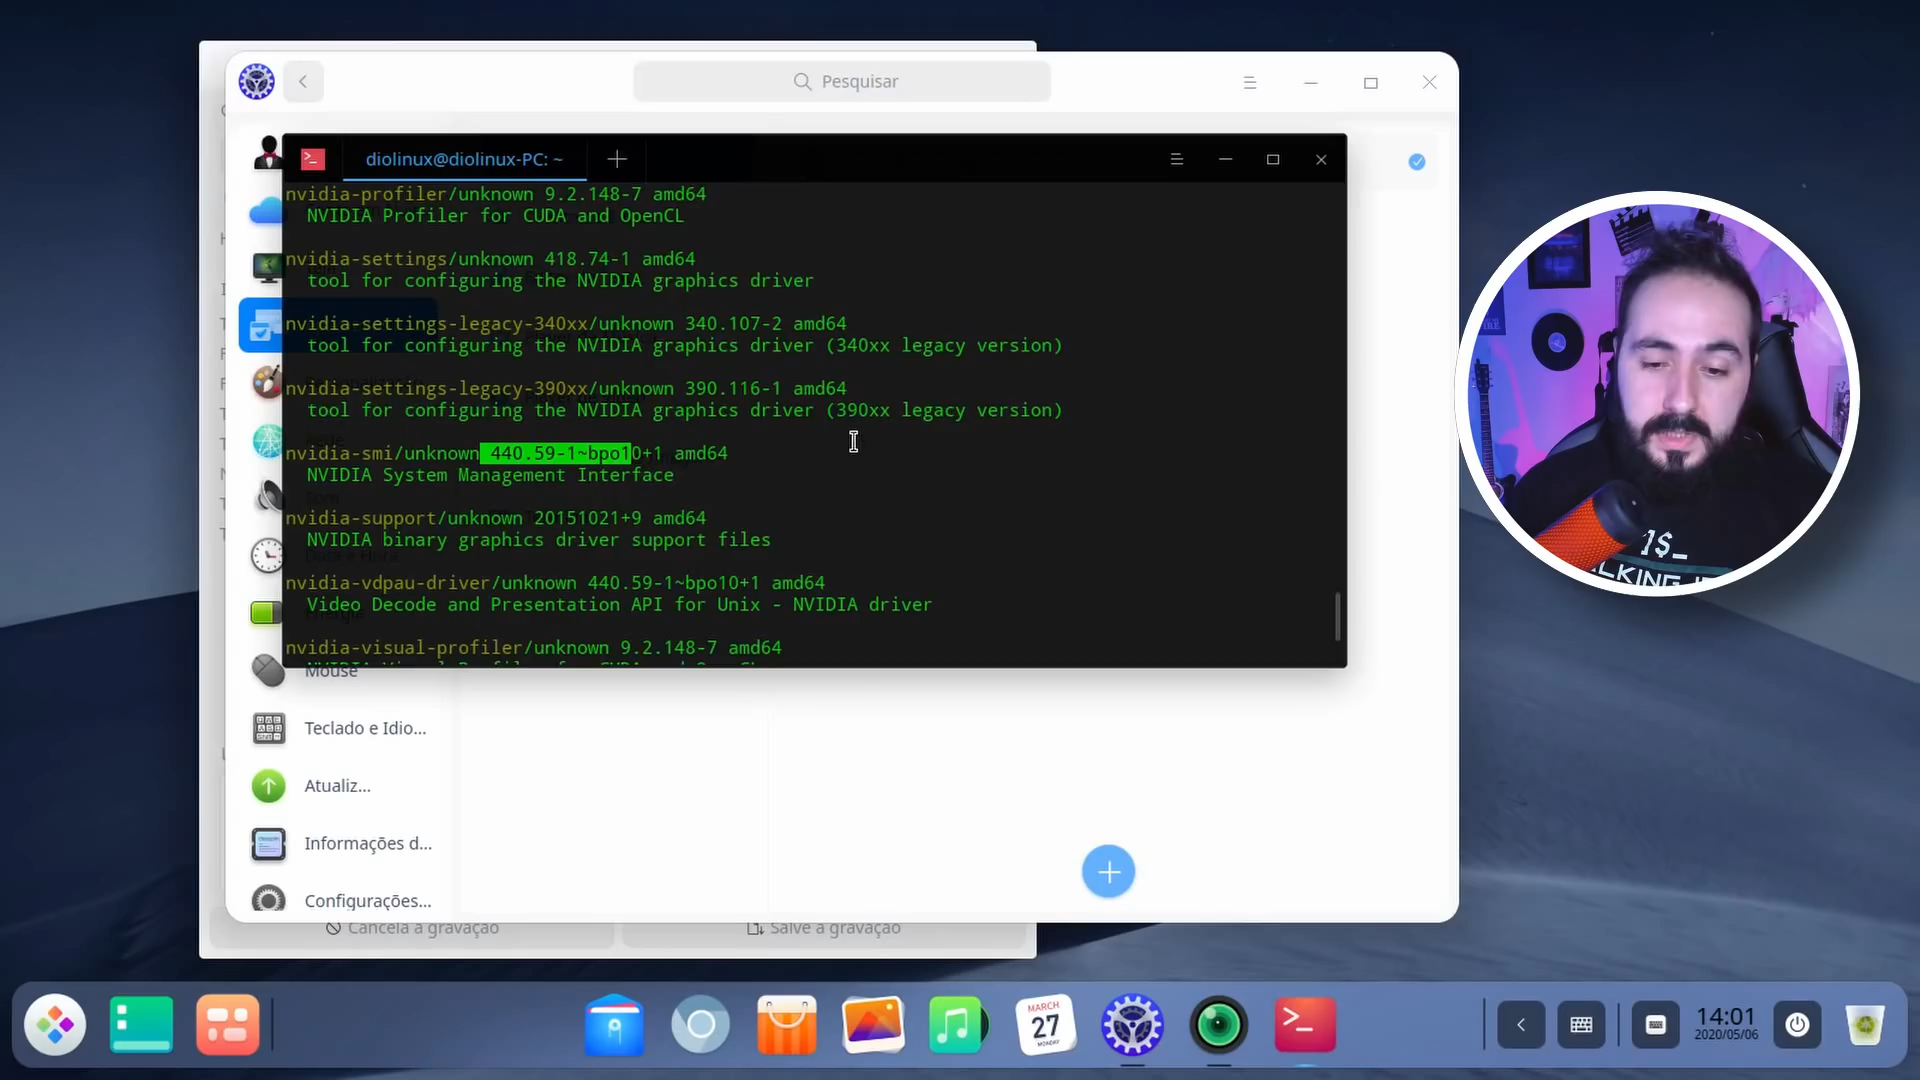 Pesquisar
diolinux@diolinux-PC: ~
nvidia-profiler/unknown 9.2.148-7 amd64
NVIDIA Profiler for CUDA and OpenCL
nvidia-settings/unknown 418.74-1 amd64
tool for configuring the NVIDIA graphics driver
nvidia-settings-legacy-340xx/unknown 340.107-2 amd64
tool for configuring the NVIDIA graphics driver (340xx legacy version)
nvidia-settings-legacy-390xx/unknown 390.116-1 amd64
tool for configuring the NVIDIA graphics driver (390xx legacy version)
nvidia-smi/unknown 440.59-1~bpo10+1 amd64
NVIDIA System Management Interface
nvidia-support/unknown 20151021+9 amd64
NVIDIA binary graphics driver support files
nvidia-vdpau-driver/unknown 440.59-1~bpo10+1 amd64
Video Decode and Presentation API for Unix - NVIDIA driver
nvidia-visual-profiler/unknown 9.2.148-7 amd64
Mouse
Teclado e Idio...
Atualiz...
Informações d...
Configurações...
Cancela a gravação
Salve a gravação
]$_
MARCH
27
MONDAY
14:01
2020/05/06